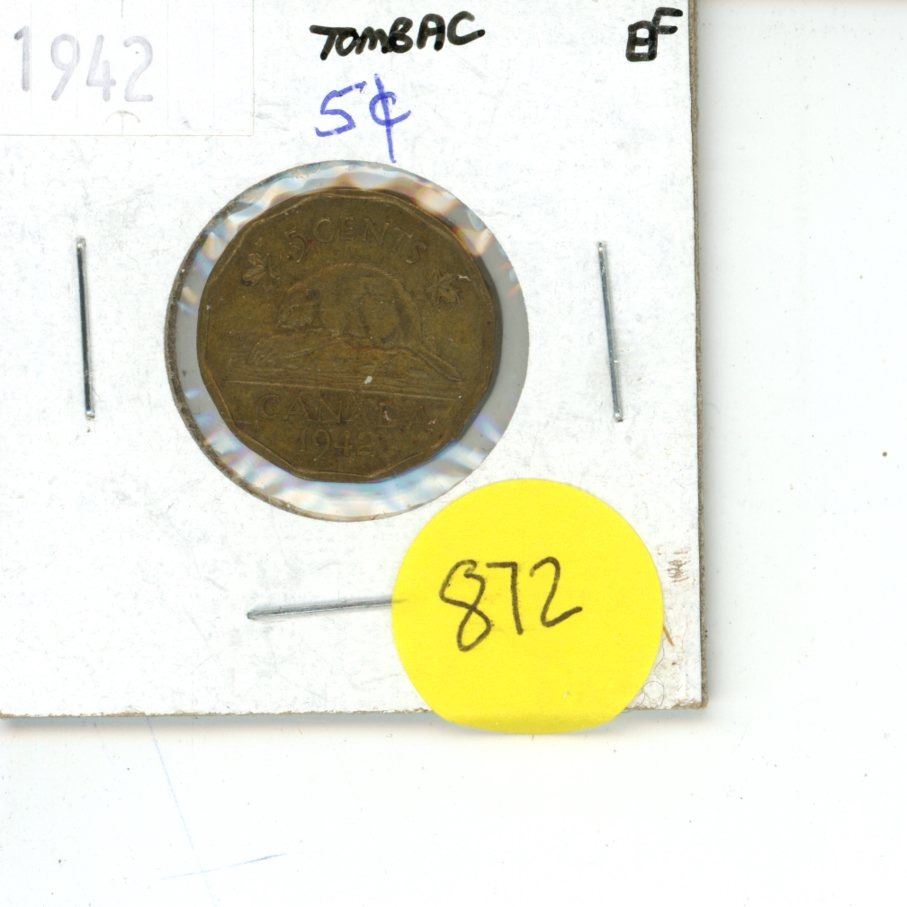 1942 TOMBAC EF
5¢
5 CENTS
CANADA
1942
872